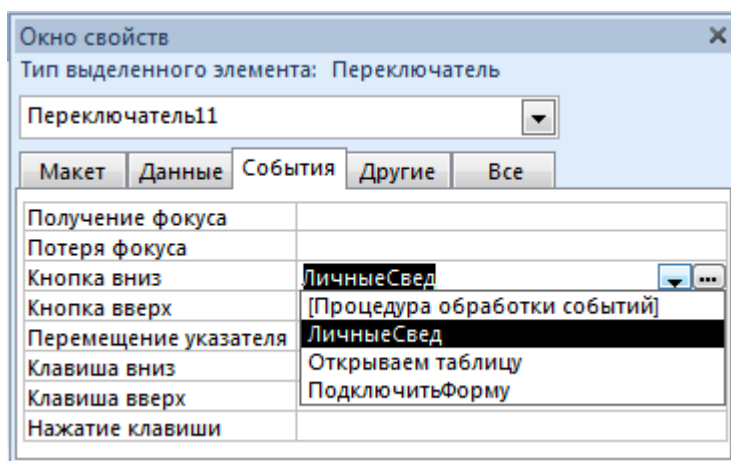 Окно свойств
Тип выделенного элемента: Переключатель
Переключатель11
Макет Данные События Другие Все
Получение фокуса
Потеря фокуса
Кнопка вниз ЛичныеСвед
Кнопка вверх [Процедура обработки событий]
Перемещение указателя ЛичныеСвед
Клавиша вниз Открываем таблицу
Клавиша вверх ПодключитьФорму
Нажатие клавиши